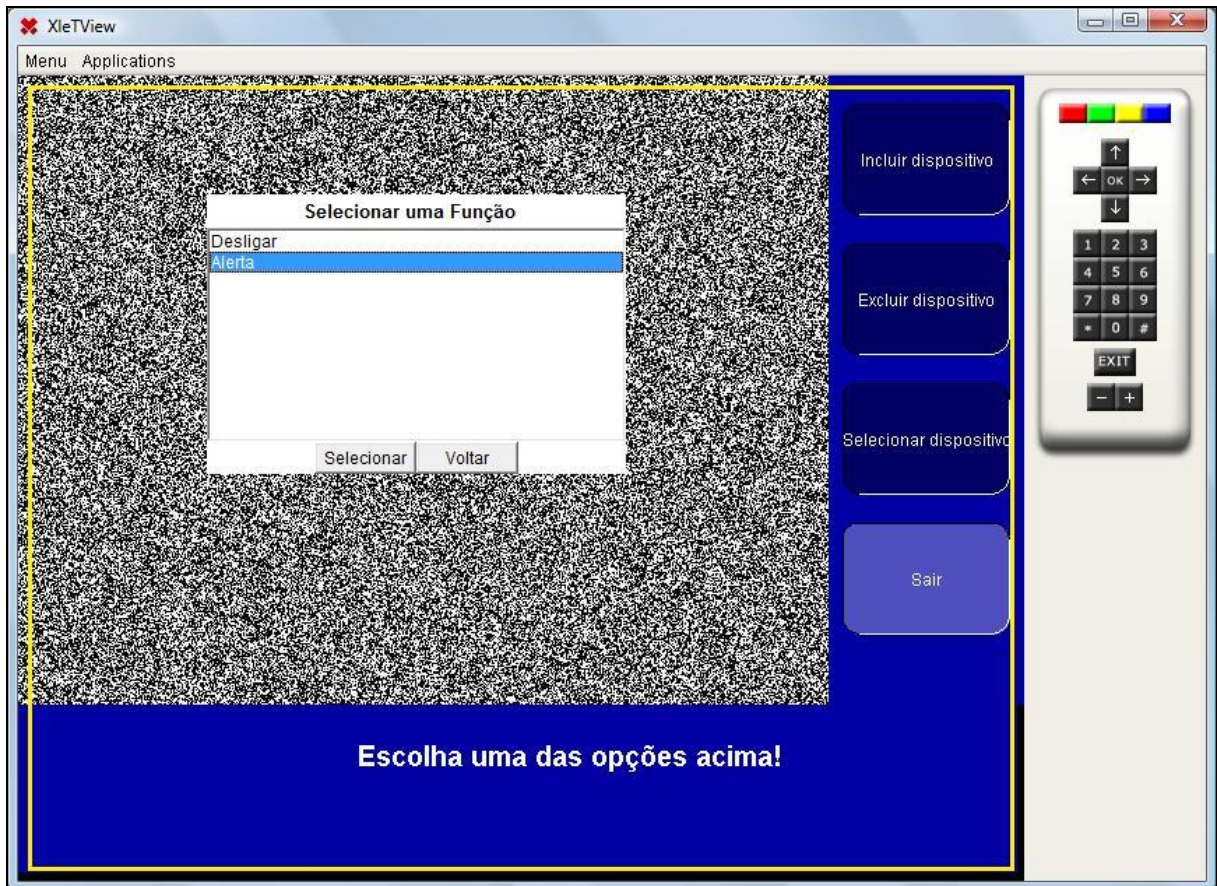 XleTView
Menu Applications
Selecionar uma Função
Desligar
Alerta
Selecionar Voltar
Incluir dispositivo
Excluir dispositivo
Selecionar dispositivo
Sair
Escolha uma das opções acima!
OK
1 2 3
4 5 6
7 8 9
* 0 #
EXIT
- +